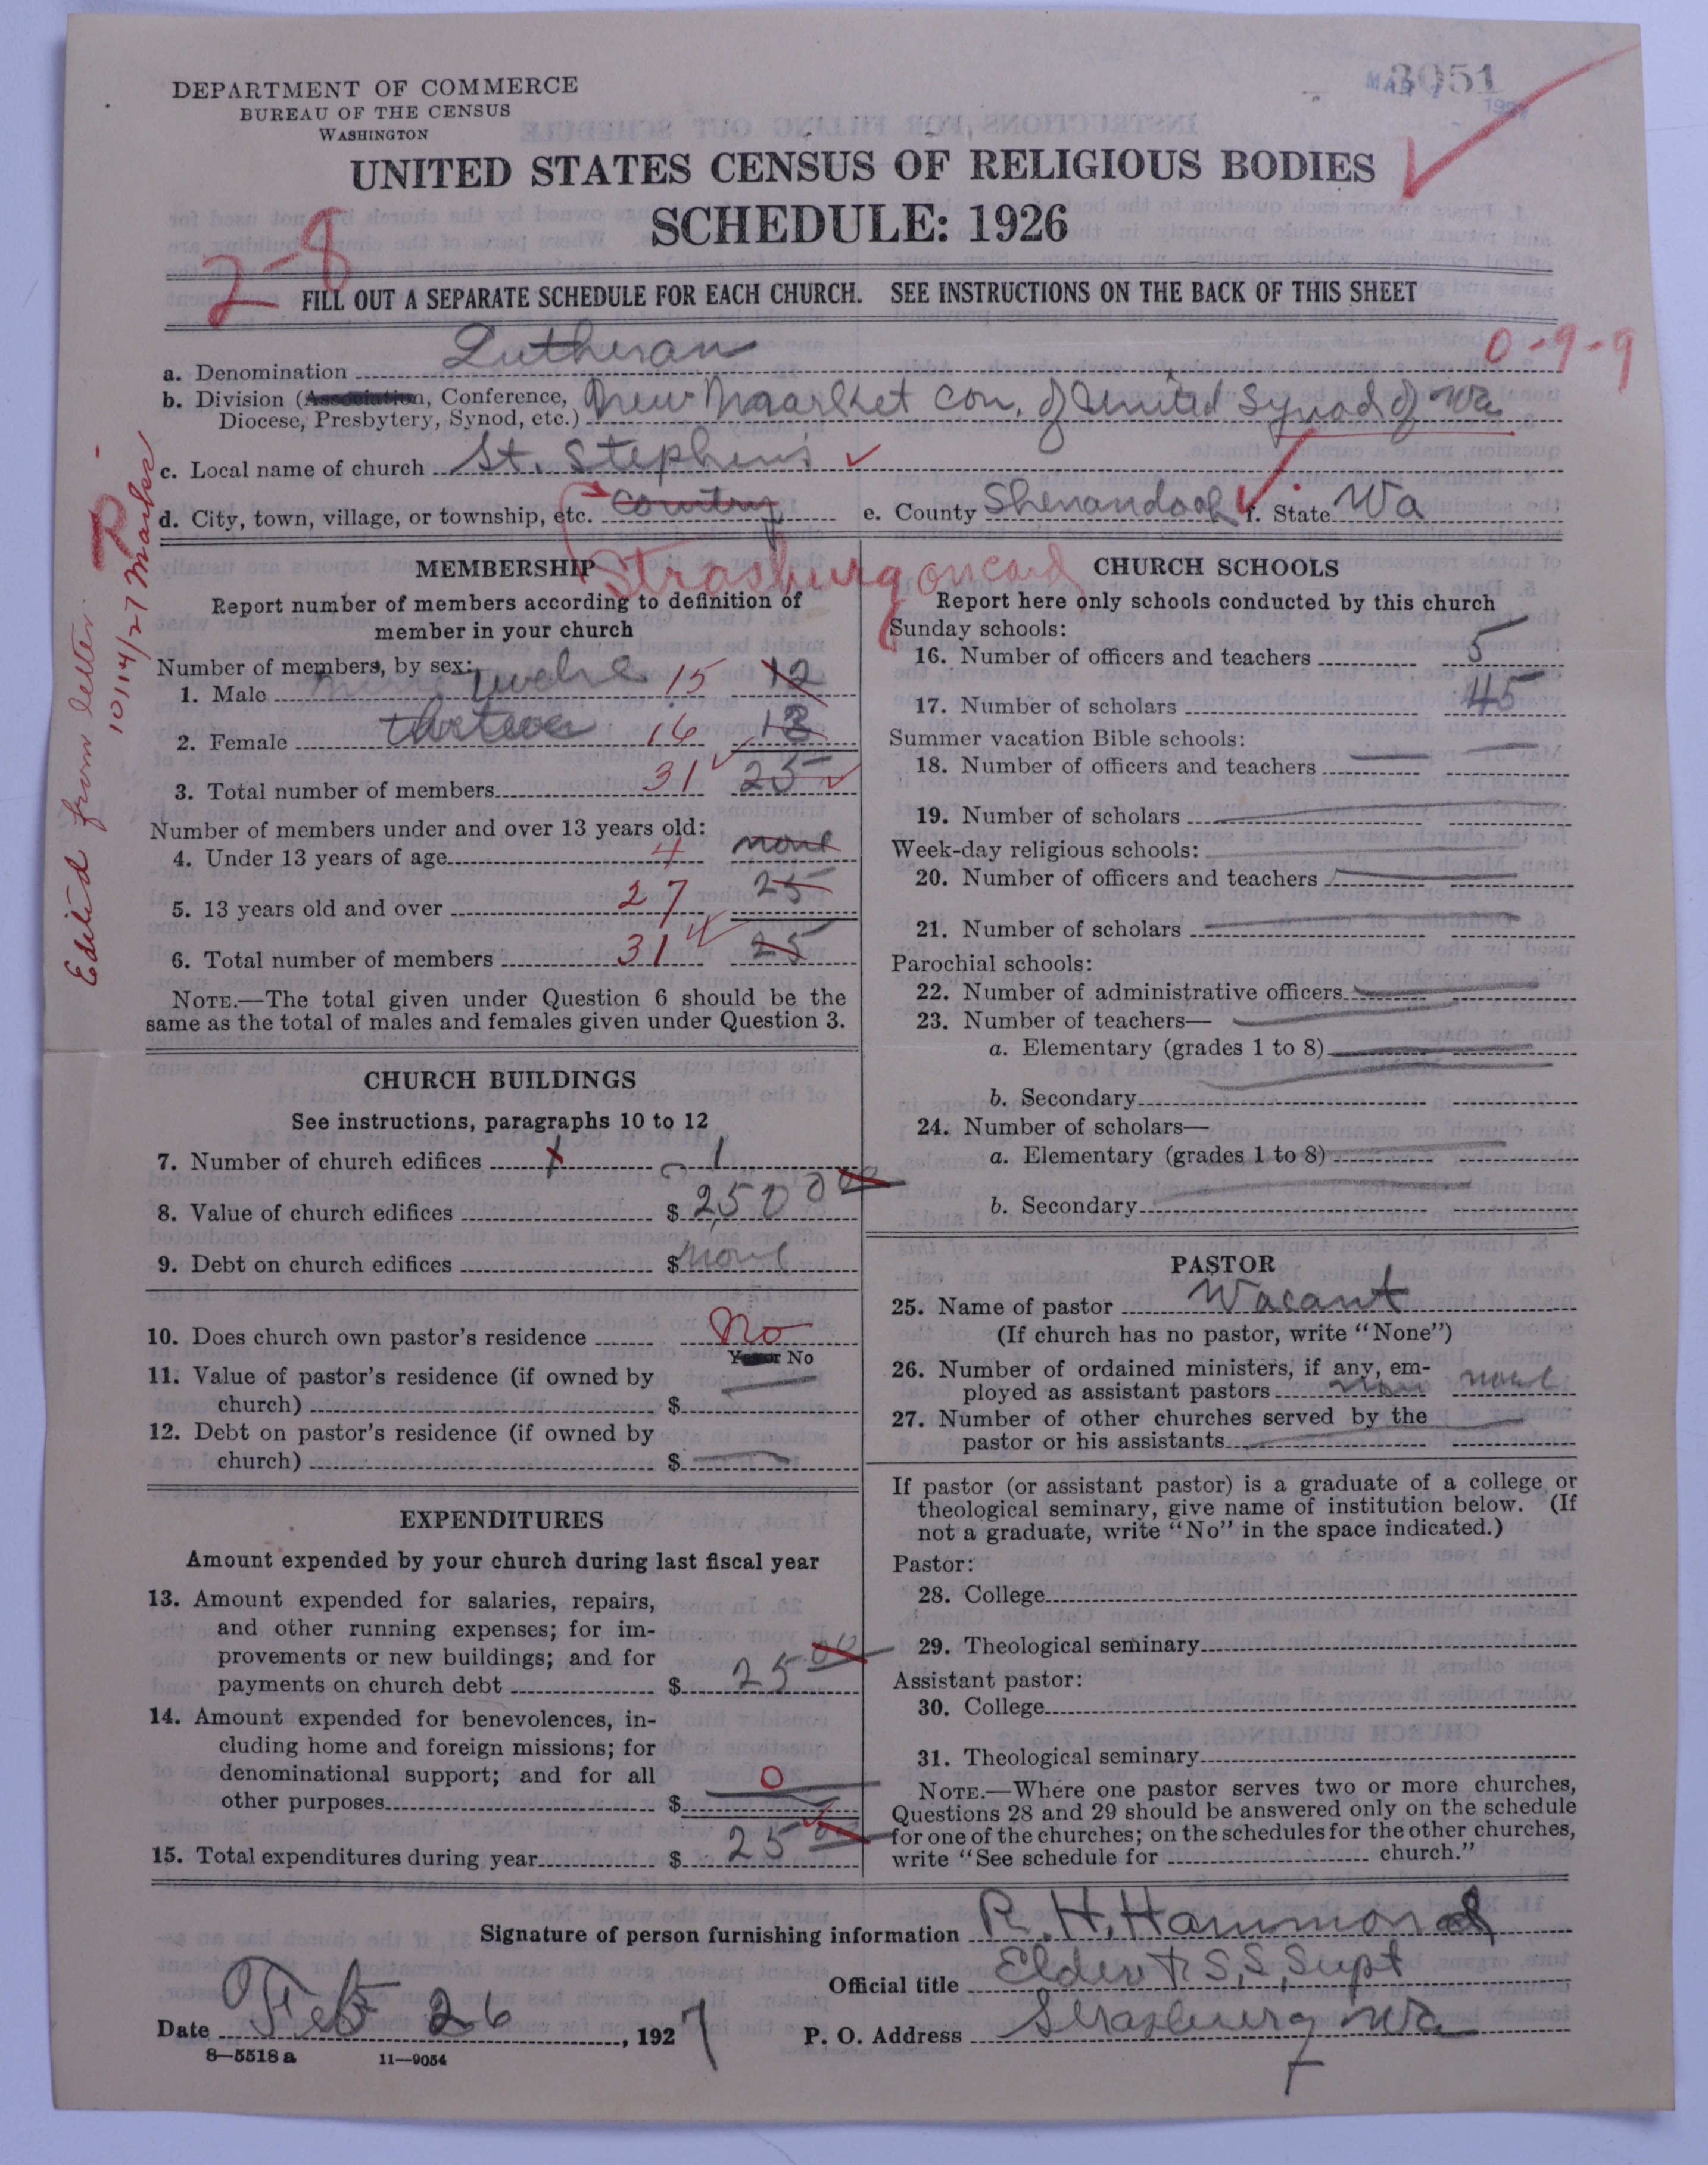 3051
MAR 1 1927
DEPARTMENT OF COMMERCE
BUREAU OF THE CENSUS
WASHINGTON
UNITED STATES CENSUS OF RELIGIOUS BODIES
SCHEDULE: 1926
2-8
FILL OUT A SEPARATE SCHEDULE FOR EACH CHURCH. SEE INSTRUCTIONS ON THE BACK OF THIS SHEET
0-9-9
a. Denomination Lutheran
b. Division (Association, Conference, Diocese, Presbytery, Synod, etc.) New Maarket Con. of United Synod of Va
c. Local name of church St. Stephens
d. City, town, village, or township, etc. country e. County Shenandoah f. State Va
Strasburg on card
Edited from letter 10/14/27
MEMBERSHIP
Report number of members according to definition of
member in your church
Number of members, by sex:
1. Male twelve 15 12
2. Female thirteen 16 13
3. Total number of members 31 25
Number of members under and over 13 years old:
4. Under 13 years of age 4 none
5. 13 years old and over 27 25
6. Total number of members 31 25
NOTE.—The total given under Question 6 should be the
same as the total of males and females given under Question 3.
CHURCH BUILDINGS
See instructions, paragraphs 10 to 12
7. Number of church edifices 1 1
8. Value of church edifices $ 2500 00
9. Debt on church edifices $ none
10. Does church own pastor's residence No
Yes or No
11. Value of pastor's residence (if owned by
church) $
12. Debt on pastor's residence (if owned by
church) $
EXPENDITURES
Amount expended by your church during last fiscal year
13. Amount expended for salaries, repairs,
and other running expenses; for im-
provements or new buildings; and for
payments on church debt $ 25 00
14. Amount expended for benevolences, in-
cluding home and foreign missions; for
denominational support; and for all
other purposes $ 0
15. Total expenditures during year $ 25 00
CHURCH SCHOOLS
Report here only schools conducted by this church
Sunday schools:
16. Number of officers and teachers 5
17. Number of scholars 45
Summer vacation Bible schools:
18. Number of officers and teachers
19. Number of scholars
Week-day religious schools:
20. Number of officers and teachers
21. Number of scholars
Parochial schools:
22. Number of administrative officers
23. Number of teachers—
a. Elementary (grades 1 to 8)
b. Secondary
24. Number of scholars—
a. Elementary (grades 1 to 8)
b. Secondary
PASTOR
25. Name of pastor Vacant
(If church has no pastor, write "None")
26. Number of ordained ministers, if any, em-
ployed as assistant pastors none none
27. Number of other churches served by the
pastor or his assistants
If pastor (or assistant pastor) is a graduate of a college or
theological seminary, give name of institution below. (If
not a graduate, write "No" in the space indicated.)
Pastor:
28. College
29. Theological seminary
Assistant pastor:
30. College
31. Theological seminary
NOTE.—Where one pastor serves two or more churches,
Questions 28 and 29 should be answered only on the schedule
for one of the churches; on the schedules for the other churches,
write "See schedule for church."
Signature of person furnishing information R. H. Hammond
Official title Elder & S.S. Supt
Date Feb 26, 1927 P. O. Address Strasburg Va
8—5518 a 11—9054